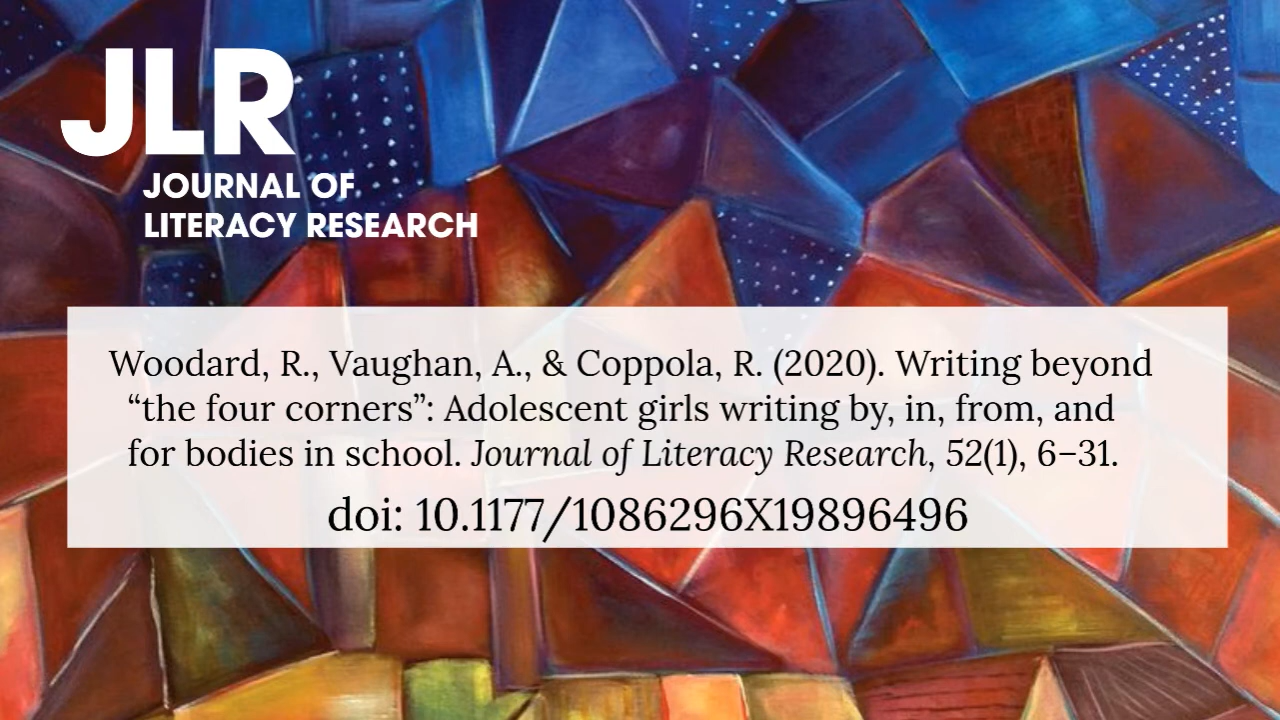 JLR
JOURNAL OF
LITERACY RESEARCH
Woodard, R., Vaughan, A., & Coppola, R. (2020). Writing beyond
“the four corners”: Adolescent girls writing by, in, from, and
for bodies in school. Journal of Literacy Research, 52(1), 6–31.
doi: 10.1177/1086296X19896496